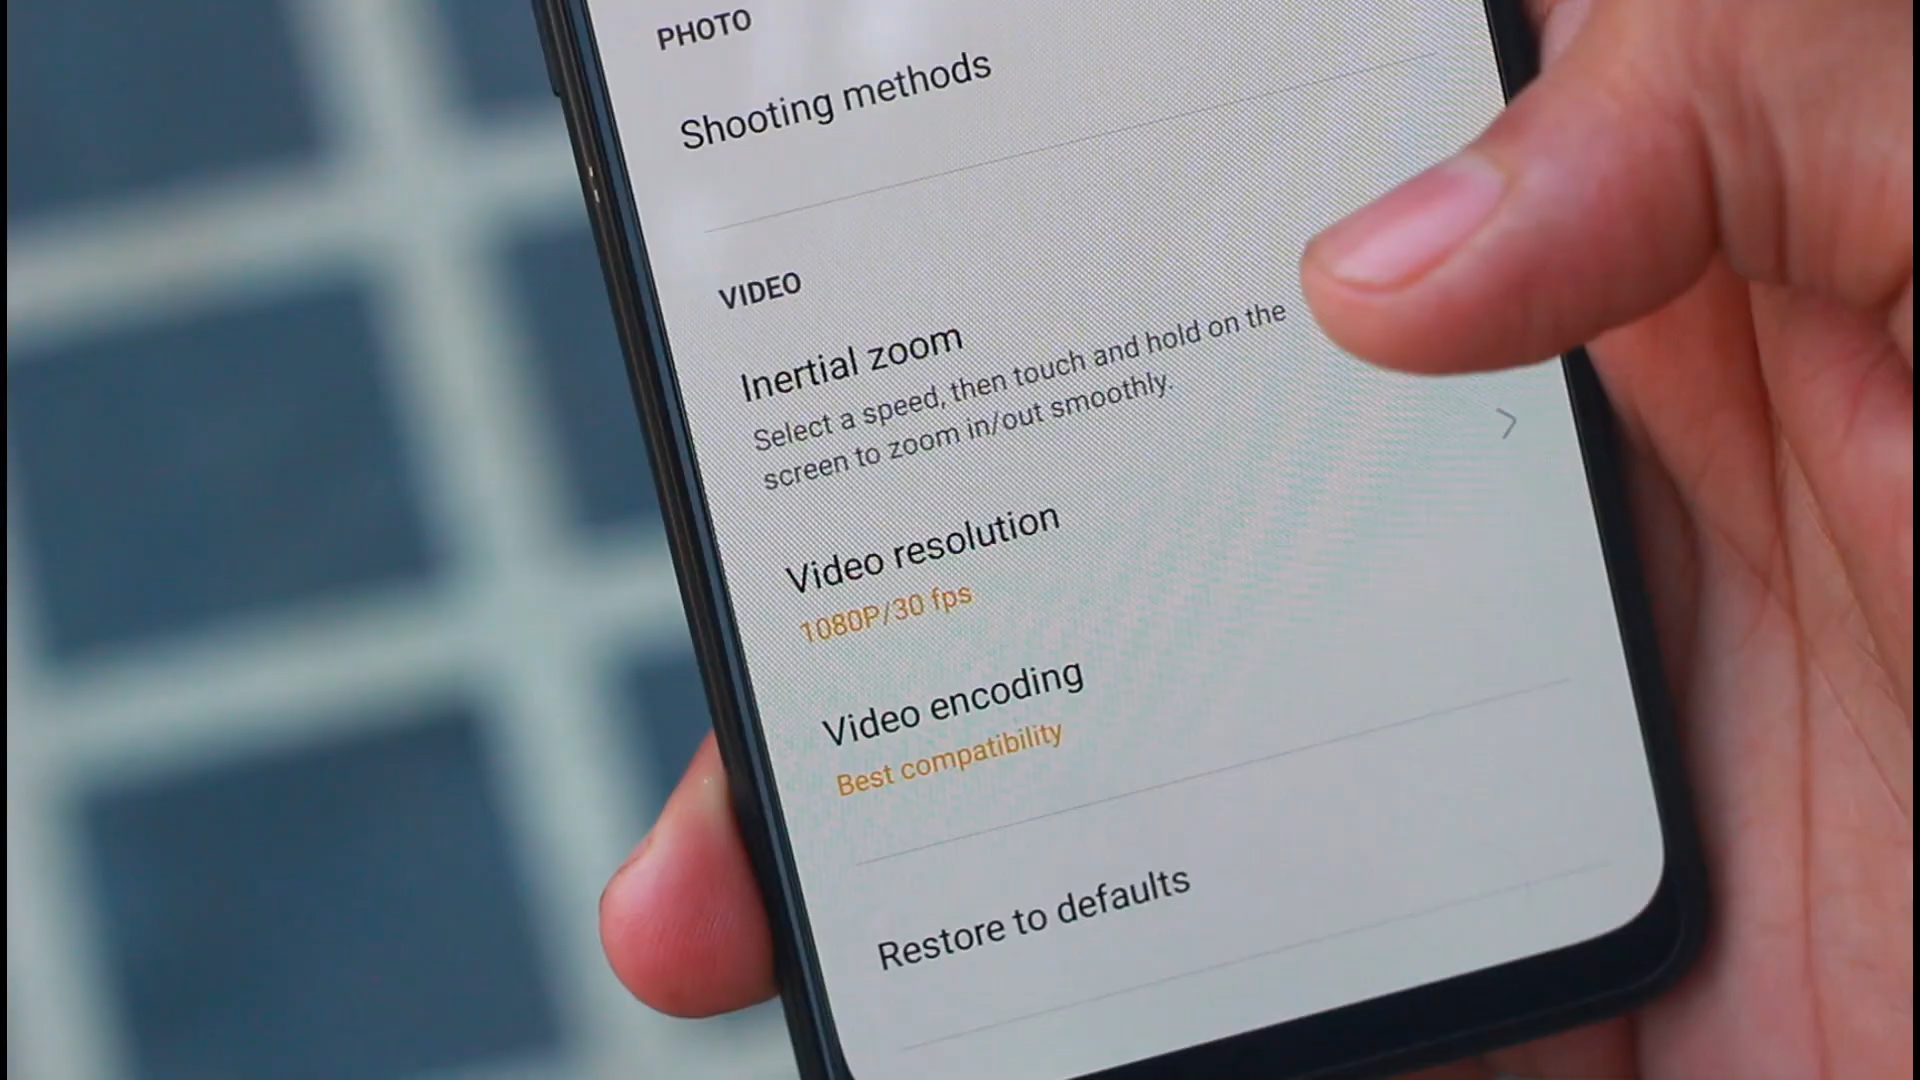 PHOTO
Shooting methods
VIDEO
Inertial zoom
Select a speed, then touch and hold on the
screen to zoom in/out smoothly.
Video resolution
1080P/30 fps
Video encoding
Best compatibility
Restore to defaults